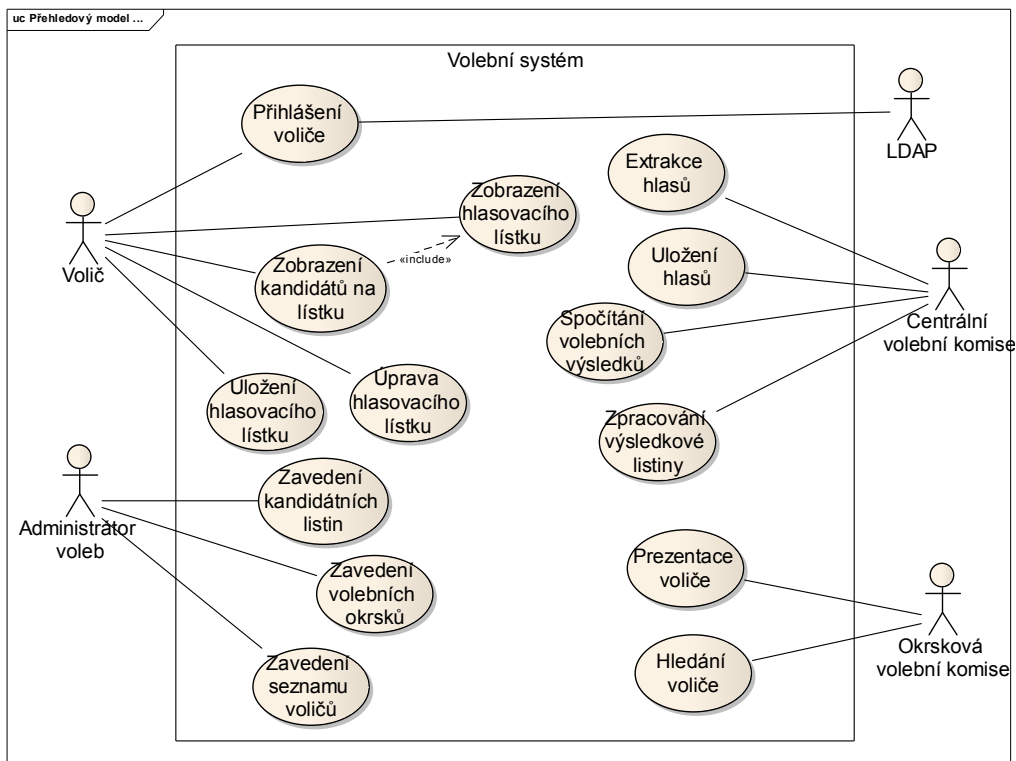 uc Přehledový model ...
Volební systém
Přihlášení
voliče
LDAP
Extrakce
hlasů
Zobrazení
hlasovacího
lístku
Volič
«include»
Zobrazení
kandidátů na
lístku
Uložení
hlasů
Centrální
volební komise
Spočítání
volebních
výsledků
Uložení
hlasovacího
lístku
Úprava
hlasovacího
lístku
Zpracování
výsledkové
listiny
Administrátor
voleb
Zavedení
kandidátních
listin
Zavedení
volebních
okrsků
Prezentace
voliče
Okrsková
volební komise
Zavedení
seznamu
voličů
Hledání
voliče